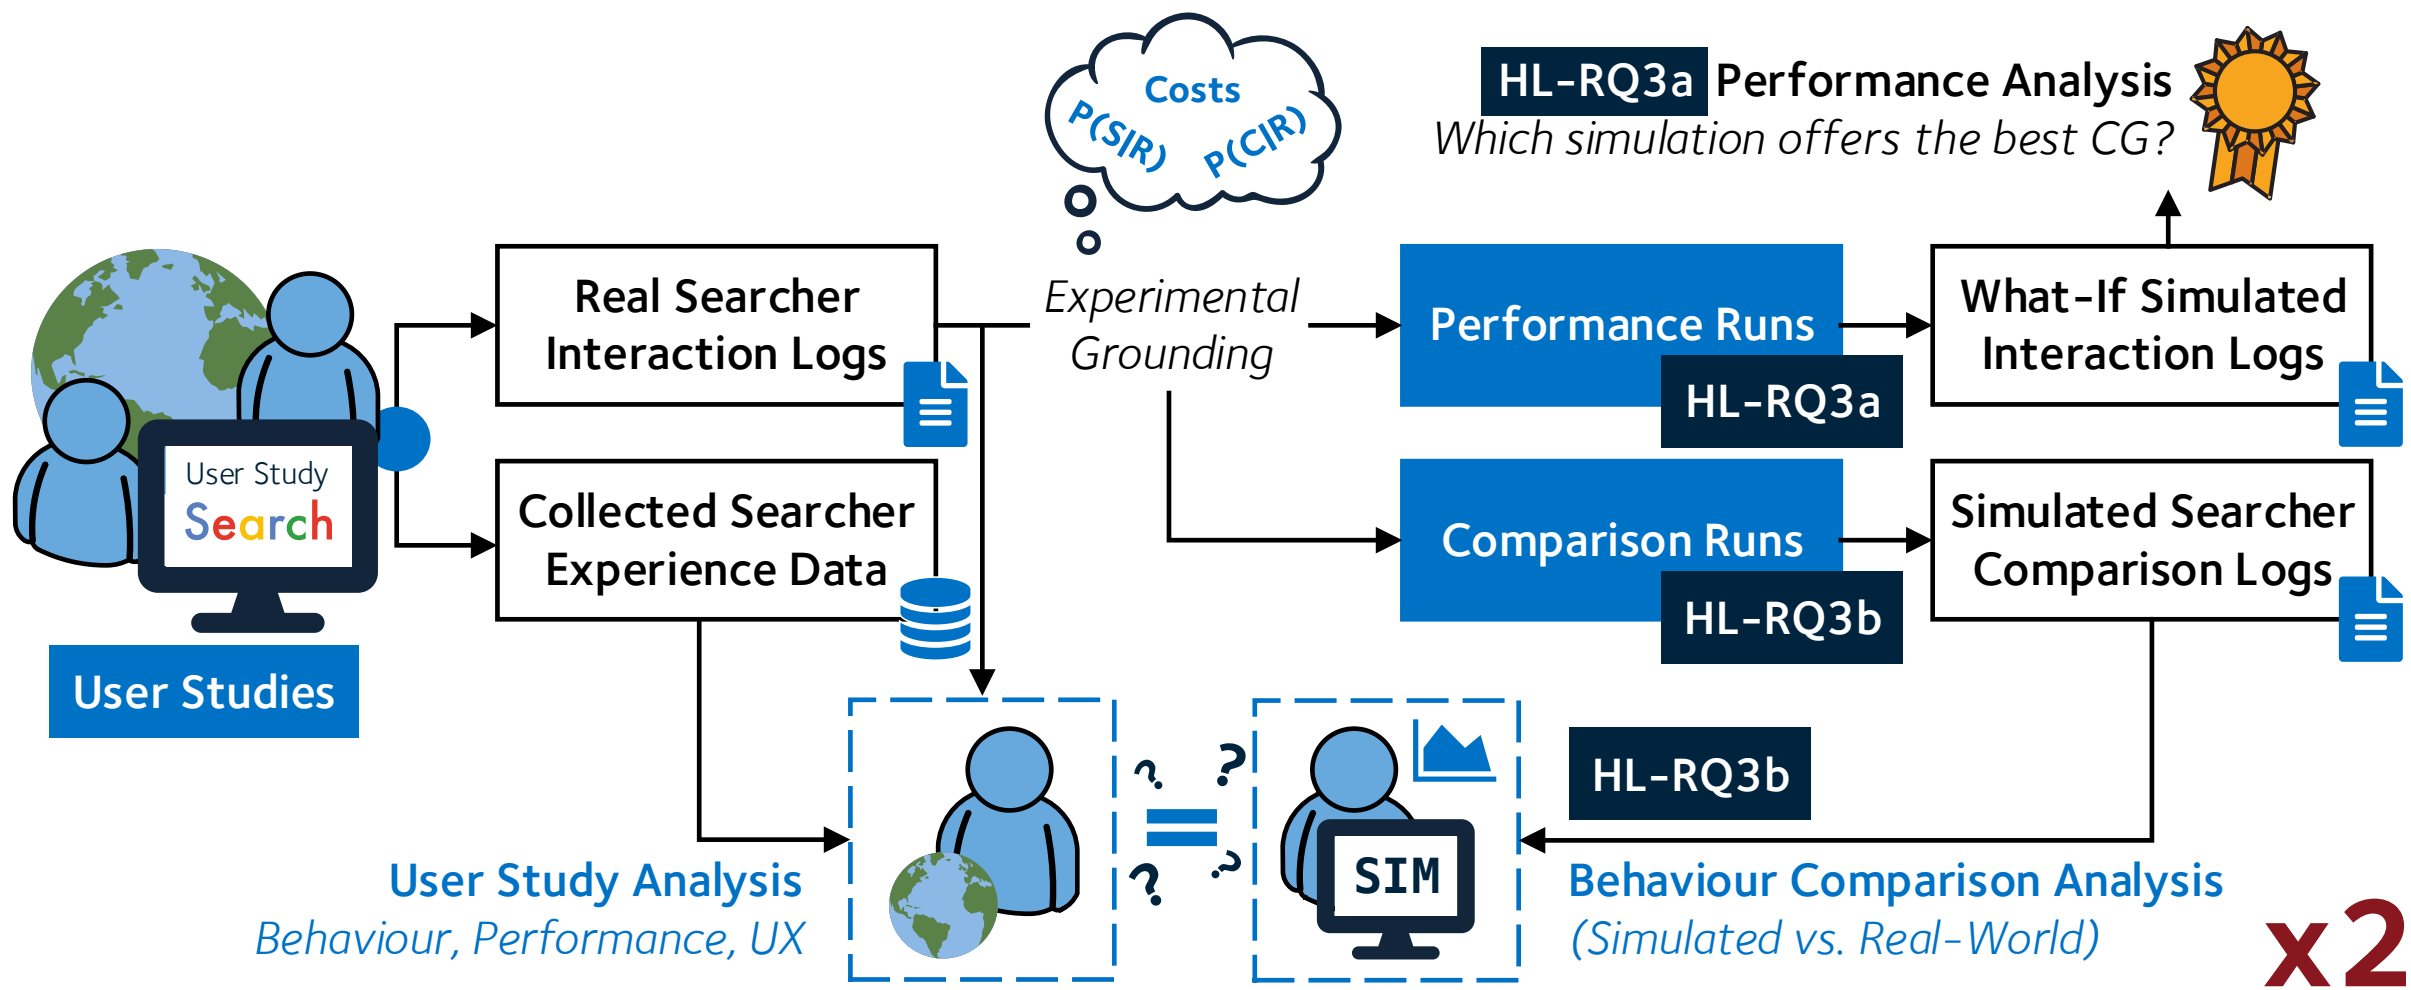 Costs
P(S|R)
P(C|R)
HL-RQ3a Performance Analysis
Which simulation offers the best CG?
Real Searcher
Interaction Logs
Experimental
Grounding
Performance Runs
HL-RQ3a
What-If Simulated
Interaction Logs
User Study
Search
Collected Searcher
Experience Data
Comparison Runs
HL-RQ3b
Simulated Searcher
Comparison Logs
User Studies
? ?
=
? ?
SIM
HL-RQ3b
User Study Analysis
Behaviour, Performance, UX
Behaviour Comparison Analysis
(Simulated vs. Real-World)
x2